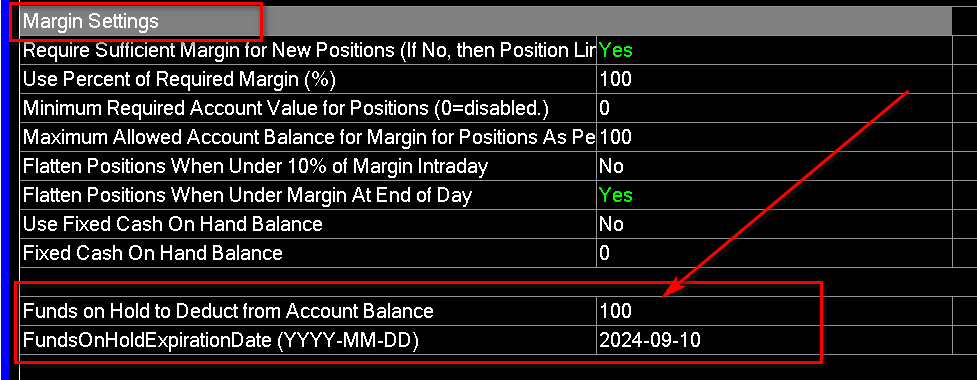 Margin Settings
Require Sufficient Margin for New Positions (If No, then Position Lir Yes
Use Percent of Required Margin (%) 100
Minimum Required Account Value for Positions (0=disabled.) 0
Maximum Allowed Account Balance for Margin for Positions As Pe 100
Flatten Positions When Under 10% of Margin Intraday No
Flatten Positions When Under Margin At End of Day Yes
Use Fixed Cash On Hand Balance No
Fixed Cash On Hand Balance 0
Funds on Hold to Deduct from Account Balance 100
FundsOnHoldExpirationDate (YYYY-MM-DD) 2024-09-10